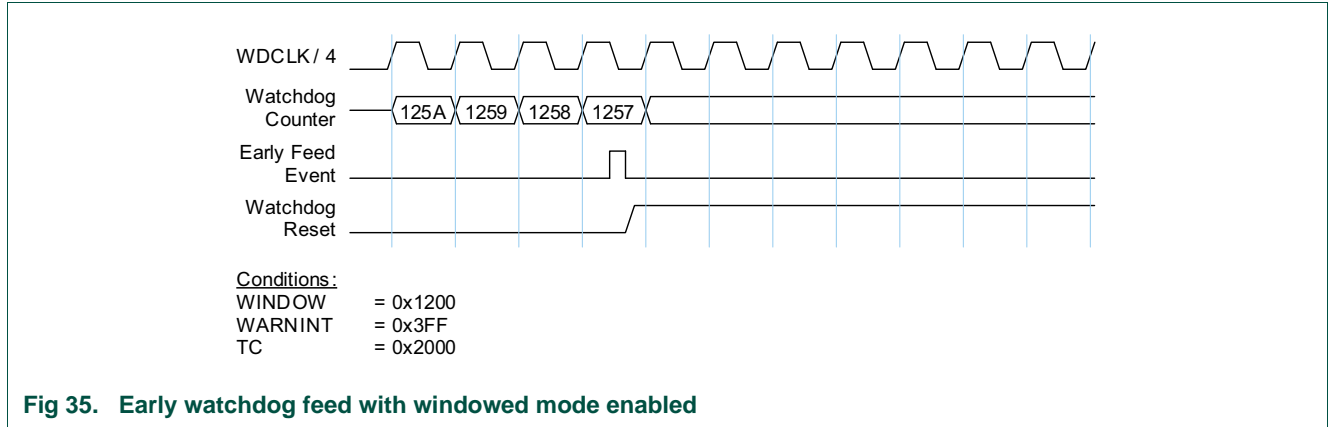 WDCLK / 4
Watchdog
Counter
125A 1259 1258 1257
Early Feed
Event
Watchdog
Reset
Conditions:
WINDOW = 0x1200
WARNINT = 0x3FF
TC = 0x2000
Fig 35. Early watchdog feed with windowed mode enabled